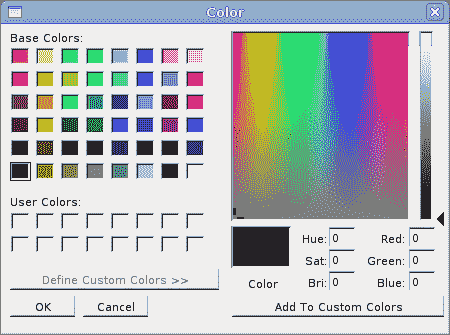 Color
Base Colors:
User Colors:
Define Custom Colors >>
OK Cancel
Color
Hue: 0 Red: 0
Sat: 0 Green: 0
Bri: 0 Blue: 0
Add To Custom Colors